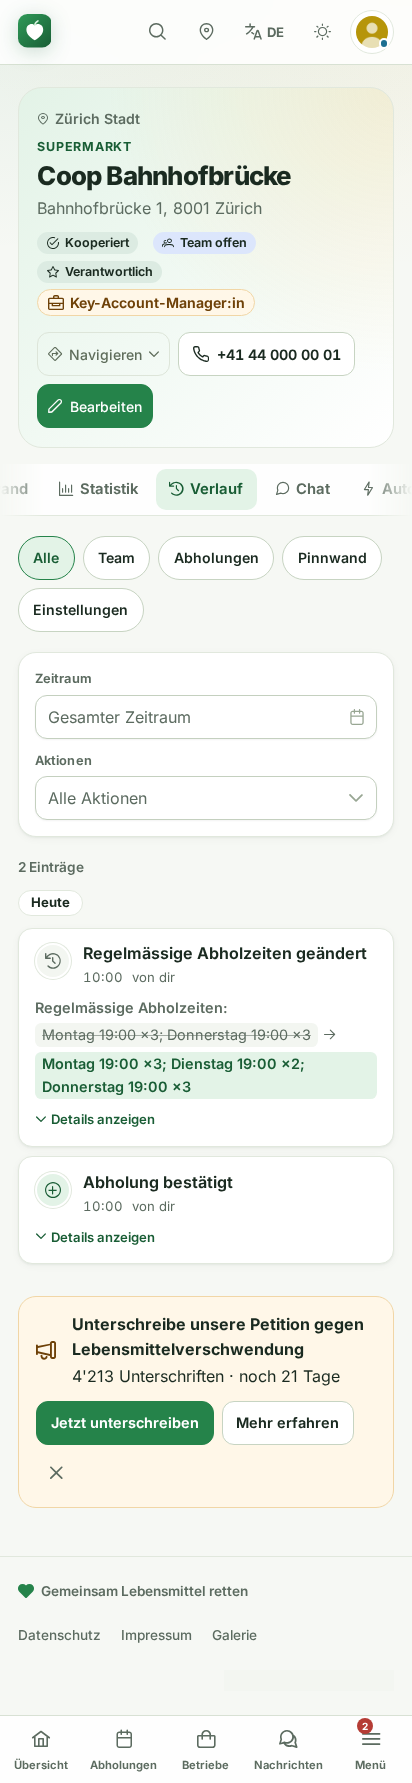 DE
Zürich Stadt
SUPERMARKT
Coop Bahnhofbrücke
Bahnhofbrücke 1, 8001 Zürich
Kooperiert Team offen
Verantwortlich
Key-Account-Manager:in
Navigieren +41 44 000 00 01
Bearbeiten
and Statistik Verlauf Chat Auto
Alle Team Abholungen Pinnwand
Einstellungen
Zeitraum
Gesamter Zeitraum
Aktionen
Alle Aktionen
2 Einträge
Heute
Regelmässige Abholzeiten geändert
10:00 von dir
Regelmässige Abholzeiten:
Montag 19:00 ×3; Donnerstag 19:00 ×3 →
Montag 19:00 ×3; Dienstag 19:00 ×2;
Donnerstag 19:00 ×3
Details anzeigen
Abholung bestätigt
10:00 von dir
Details anzeigen
Unterschreibe unsere Petition gegen
Lebensmittelverschwendung
4'213 Unterschriften · noch 21 Tage
Jetzt unterschreiben Mehr erfahren
Gemeinsam Lebensmittel retten
Datenschutz Impressum Galerie
2
Übersicht Abholungen Betriebe Nachrichten Menü